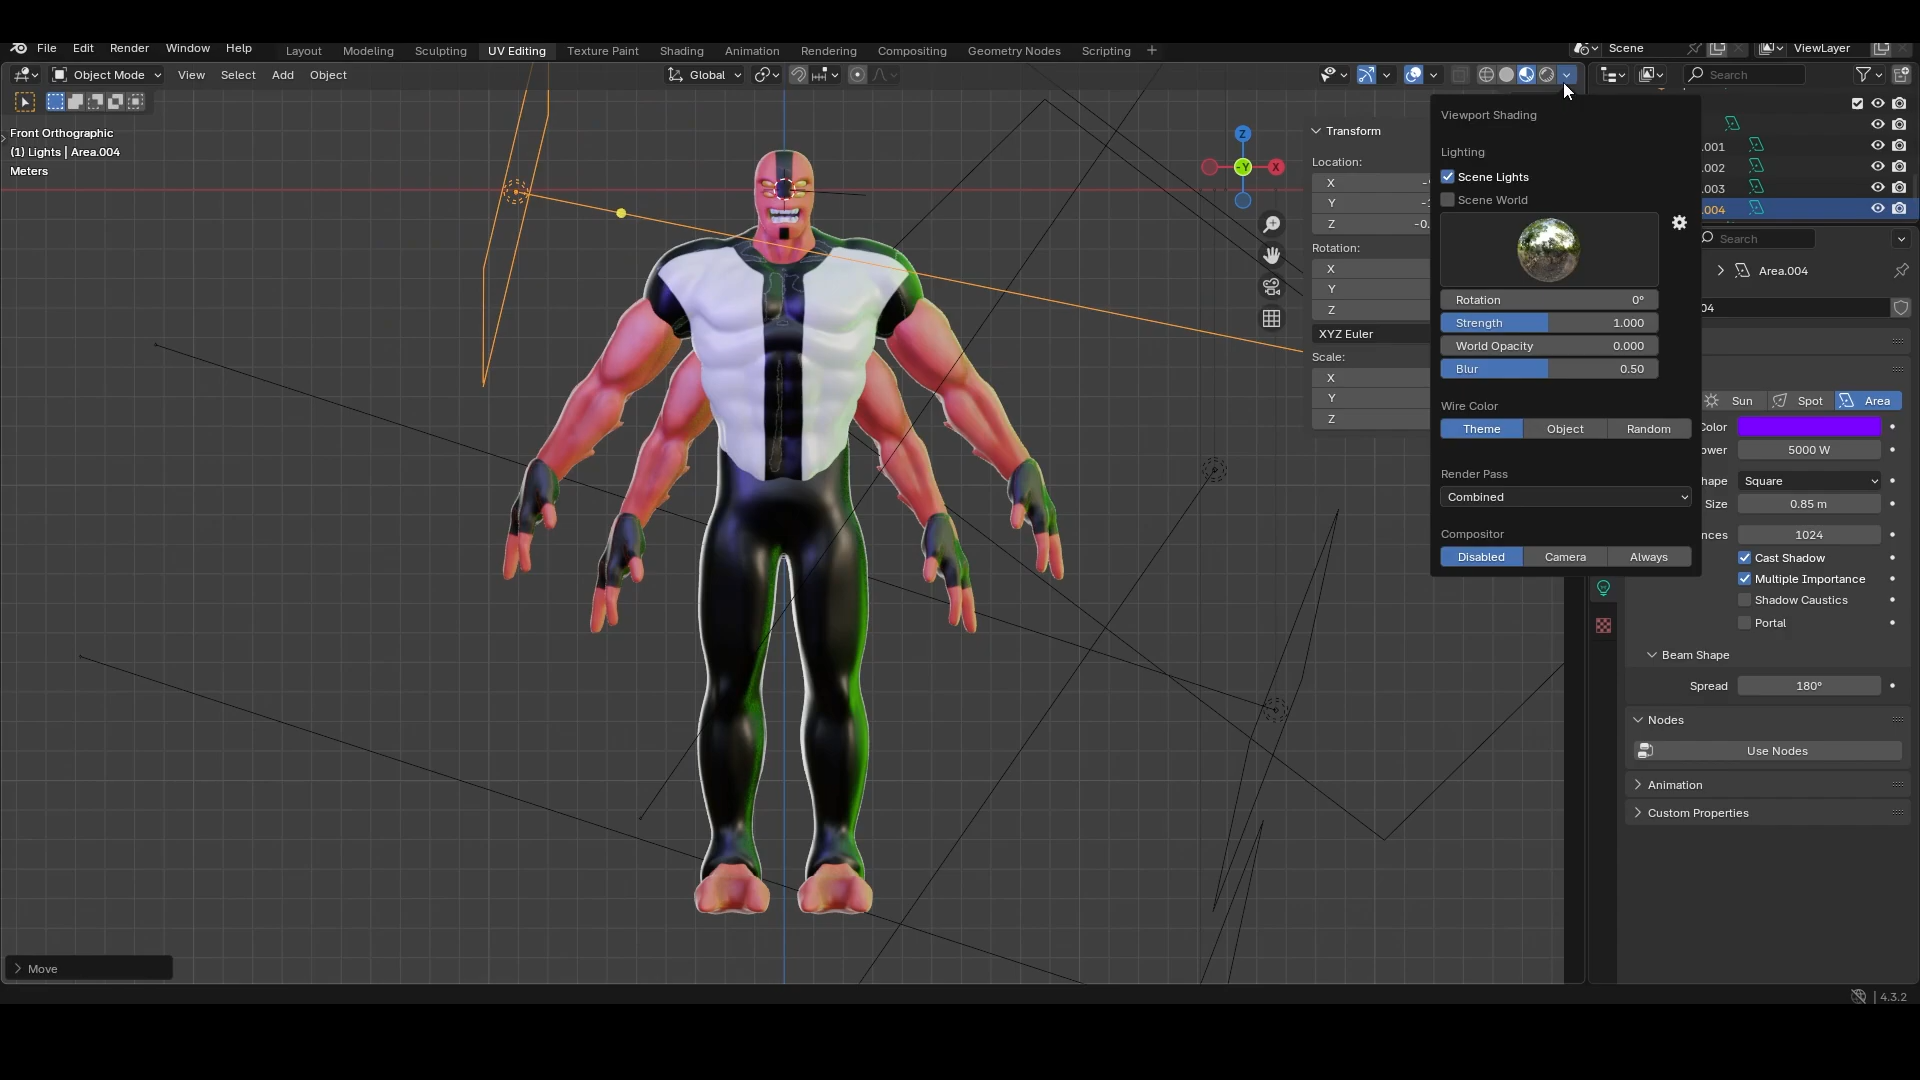 File Edit Render Window Help
Layout Modeling Sculpting UV Editing Texture Paint Shading Animation Rendering Compositing Geometry Nodes Scripting +
Scene
ViewLayer
Object Mode View Select Add Object
Global
Search
Front Orthographic
(1) Lights | Area.004
Meters
Z
X
-Y
Transform
Location:
X
Y
Z -0.
Rotation:
X
Y
Z
XYZ Euler
Scale:
X
Y
Z
Viewport Shading
Lighting
Scene Lights
Scene World
Rotation 0°
Strength 1.000
World Opacity 0.000
Blur 0.50
Wire Color
Theme Object Random
Render Pass
Combined
Compositor
Disabled Camera Always
.001
.002
.003
.004
Search
Area.004
04
Sun Spot Area
Color
ower 5000 W
hape Square
Size 0.85 m
nces 1024
Cast Shadow
Multiple Importance
Shadow Caustics
Portal
Beam Shape
Spread 180°
Nodes
Use Nodes
Animation
Custom Properties
Move
4.3.2